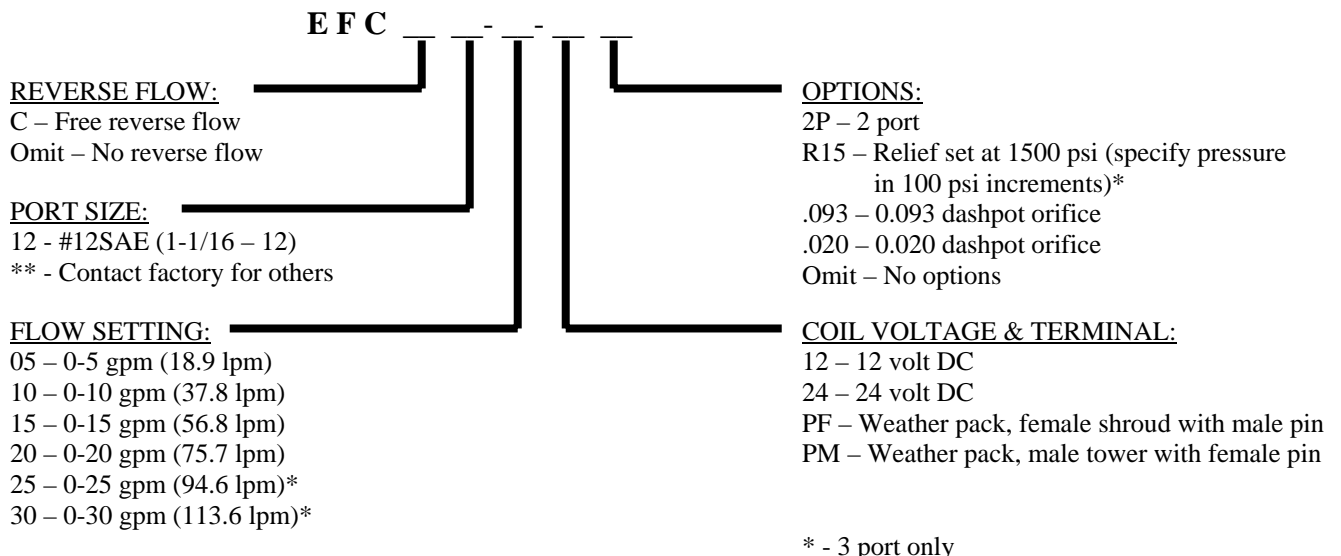 E F C __ __-__-__ __
REVERSE FLOW:
C – Free reverse flow
Omit – No reverse flow
PORT SIZE:
12 - #12SAE (1-1/16 – 12)
** - Contact factory for others
FLOW SETTING:
05 – 0-5 gpm (18.9 lpm)
10 – 0-10 gpm (37.8 lpm)
15 – 0-15 gpm (56.8 lpm)
20 – 0-20 gpm (75.7 lpm)
25 – 0-25 gpm (94.6 lpm)*
30 – 0-30 gpm (113.6 lpm)*
OPTIONS:
2P – 2 port
R15 – Relief set at 1500 psi (specify pressure
in 100 psi increments)*
.093 – 0.093 dashpot orifice
.020 – 0.020 dashpot orifice
Omit – No options
COIL VOLTAGE & TERMINAL:
12 – 12 volt DC
24 – 24 volt DC
PF – Weather pack, female shroud with male pin
PM – Weather pack, male tower with female pin
* - 3 port only